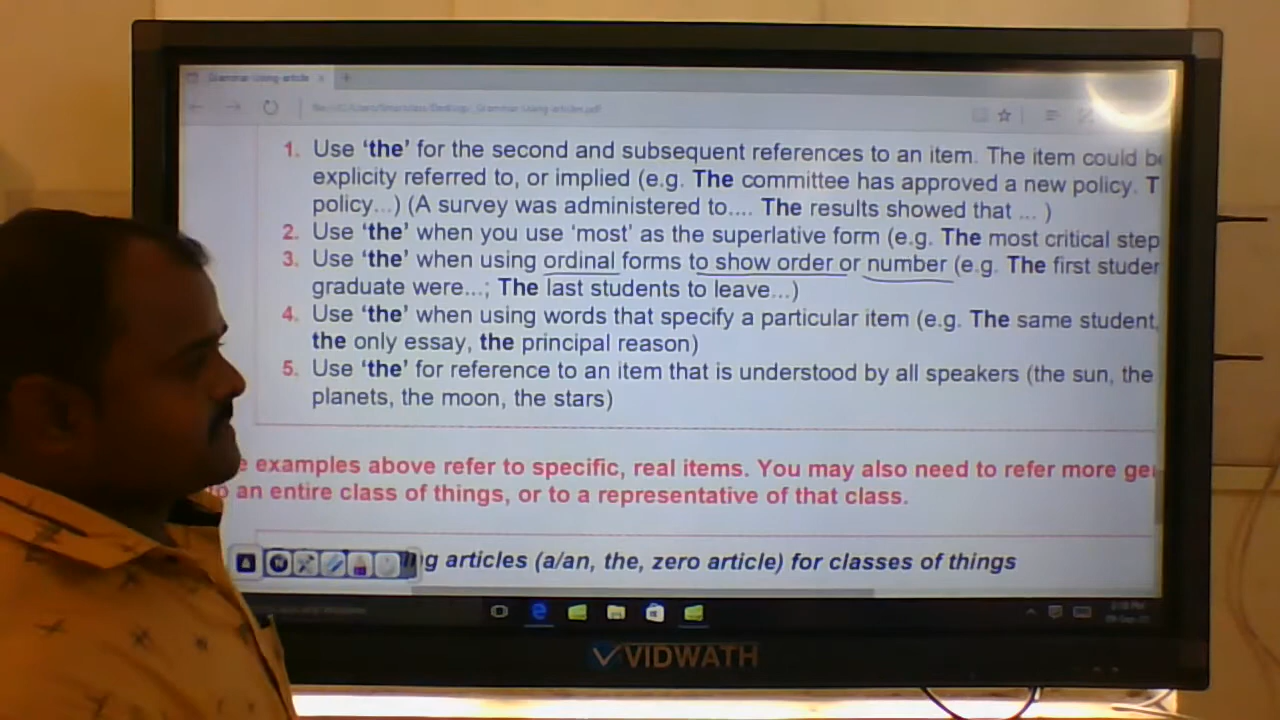 Grammar-Using-article
1. Use ‘the’ for the second and subsequent references to an item. The item could b
explicity referred to, or implied (e.g. The committee has approved a new policy. T
policy...) (A survey was administered to.... The results showed that ... )
2. Use ‘the’ when you use ‘most’ as the superlative form (e.g. The most critical step
3. Use ‘the’ when using ordinal forms to show order or number (e.g. The first studen
graduate were...; The last students to leave...)
4. Use ‘the’ when using words that specify a particular item (e.g. The same student,
the only essay, the principal reason)
5. Use ‘the’ for reference to an item that is understood by all speakers (the sun, the
planets, the moon, the stars)
e examples above refer to specific, real items. You may also need to refer more ge
to an entire class of things, or to a representative of that class.
ng articles (a/an, the, zero article) for classes of things
VIDWATH